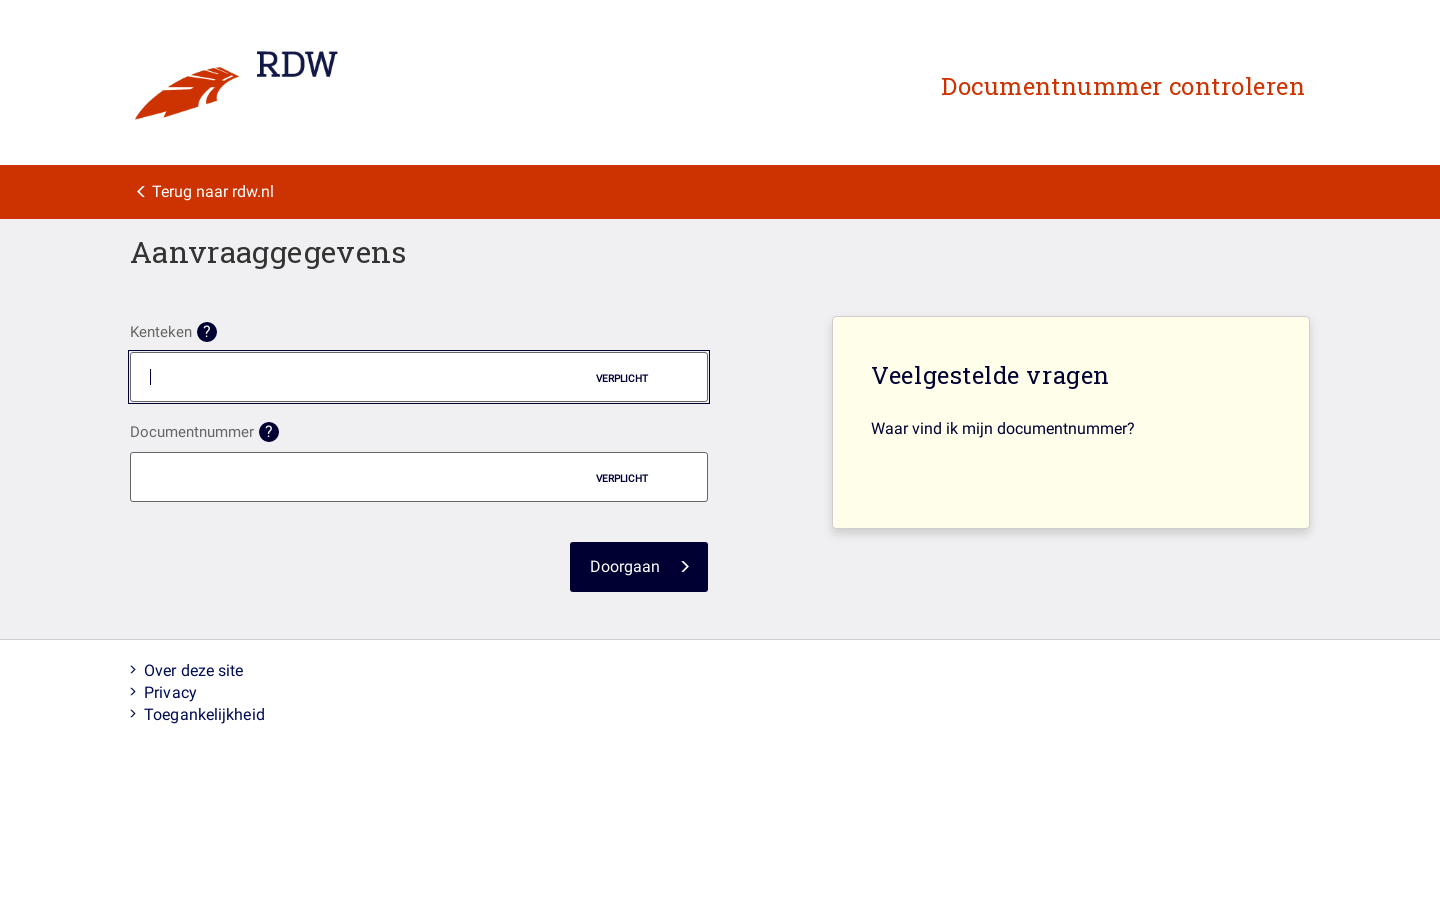 RDW
Documentnummer controleren
Terug naar rdw.nl
Aanvraaggegevens
Kenteken ?
VERPLICHT
Documentnummer ?
VERPLICHT
Doorgaan
Veelgestelde vragen
Waar vind ik mijn documentnummer?
Over deze site
Privacy
Toegankelijkheid